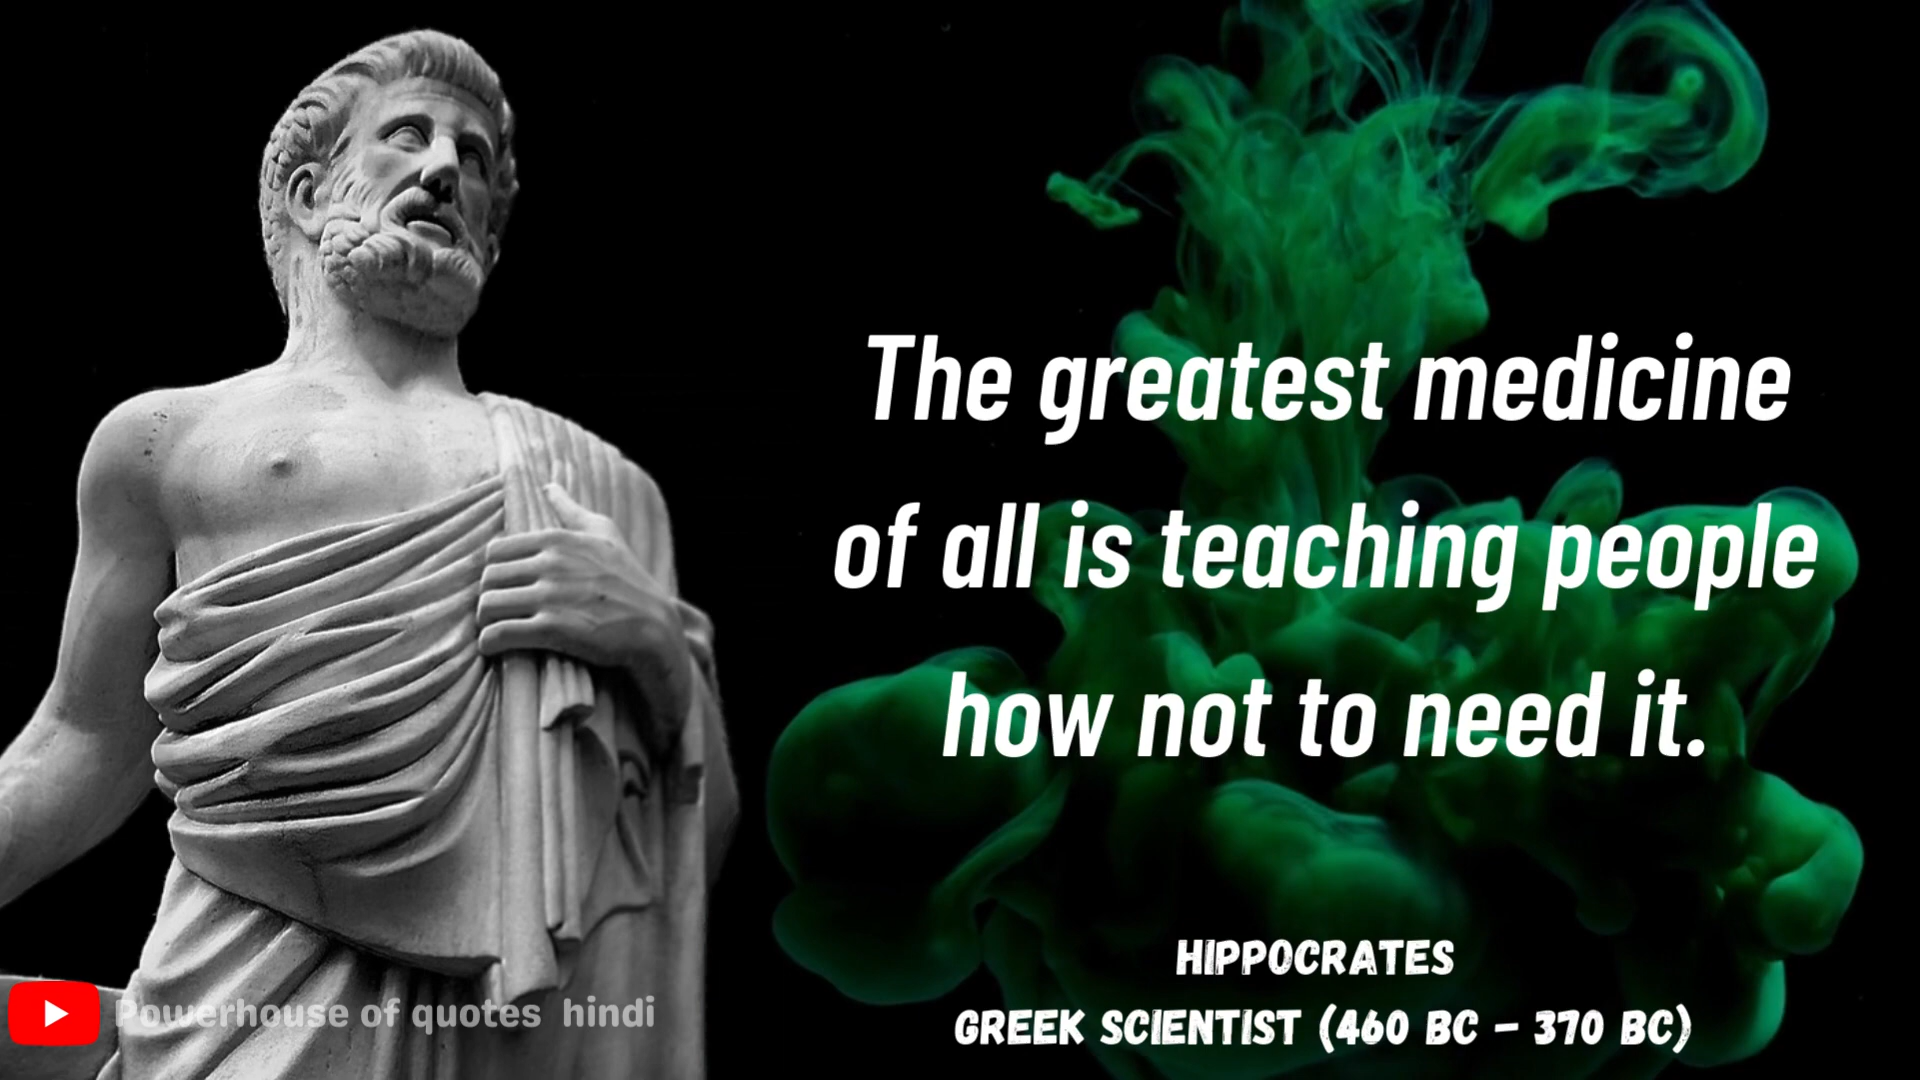 The greatest medicine
of all is teaching people
how not to need it.
HIPPOCRATES
GREEK SCIENTIST (460 BC – 370 BC)
Powerhouse of quotes hindi